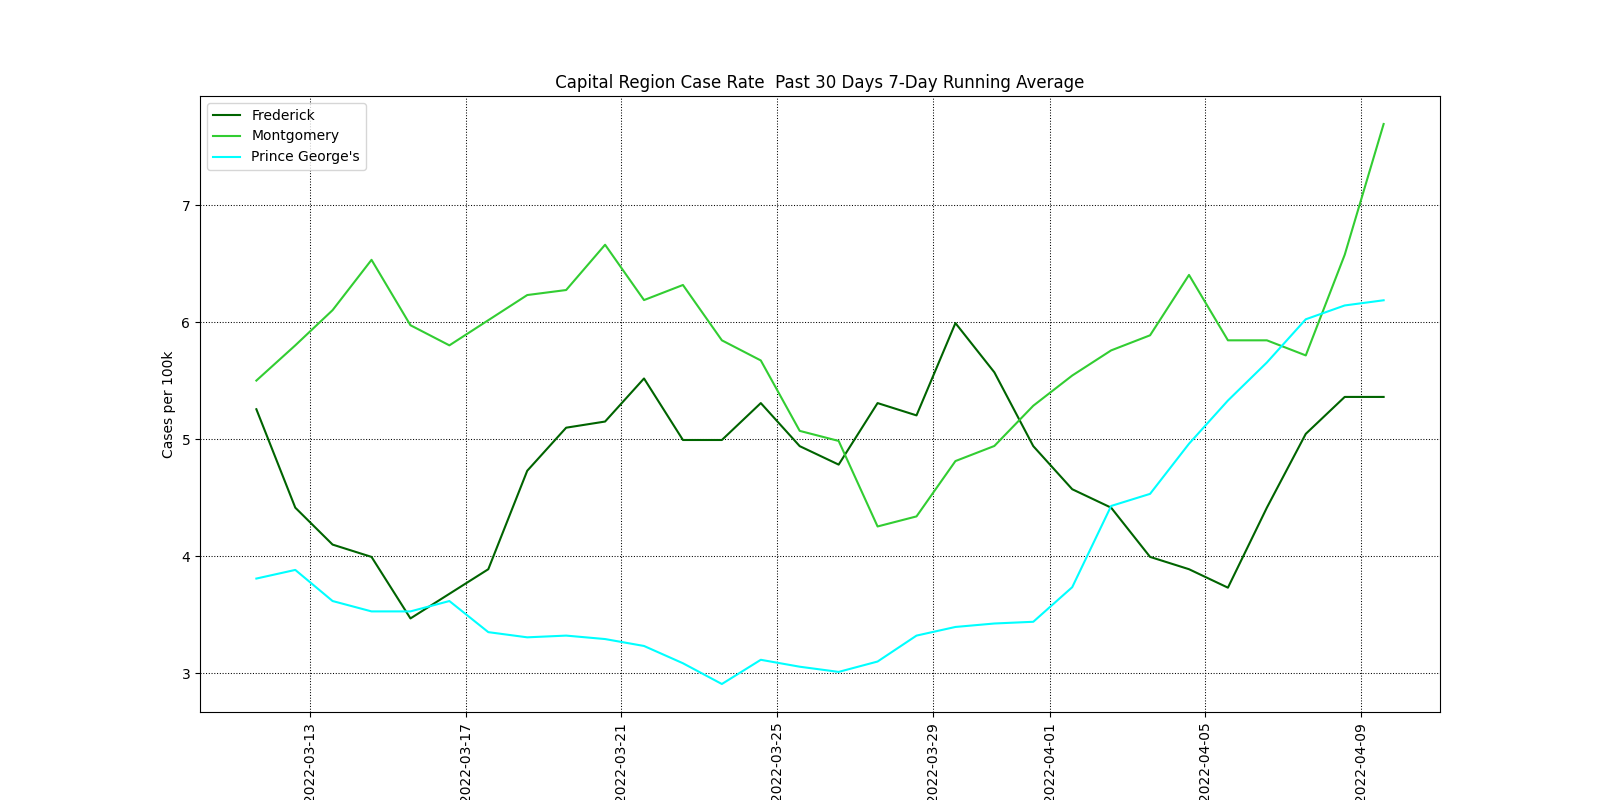 Capital Region Case Rate  Past 30 Days 7-Day Running Average
Frederick
Montgomery
Prince George's
Cases per 100k
7
6
5
4
3
2022-03-13
2022-03-17
2022-03-21
2022-03-25
2022-03-29
2022-04-01
2022-04-05
2022-04-09